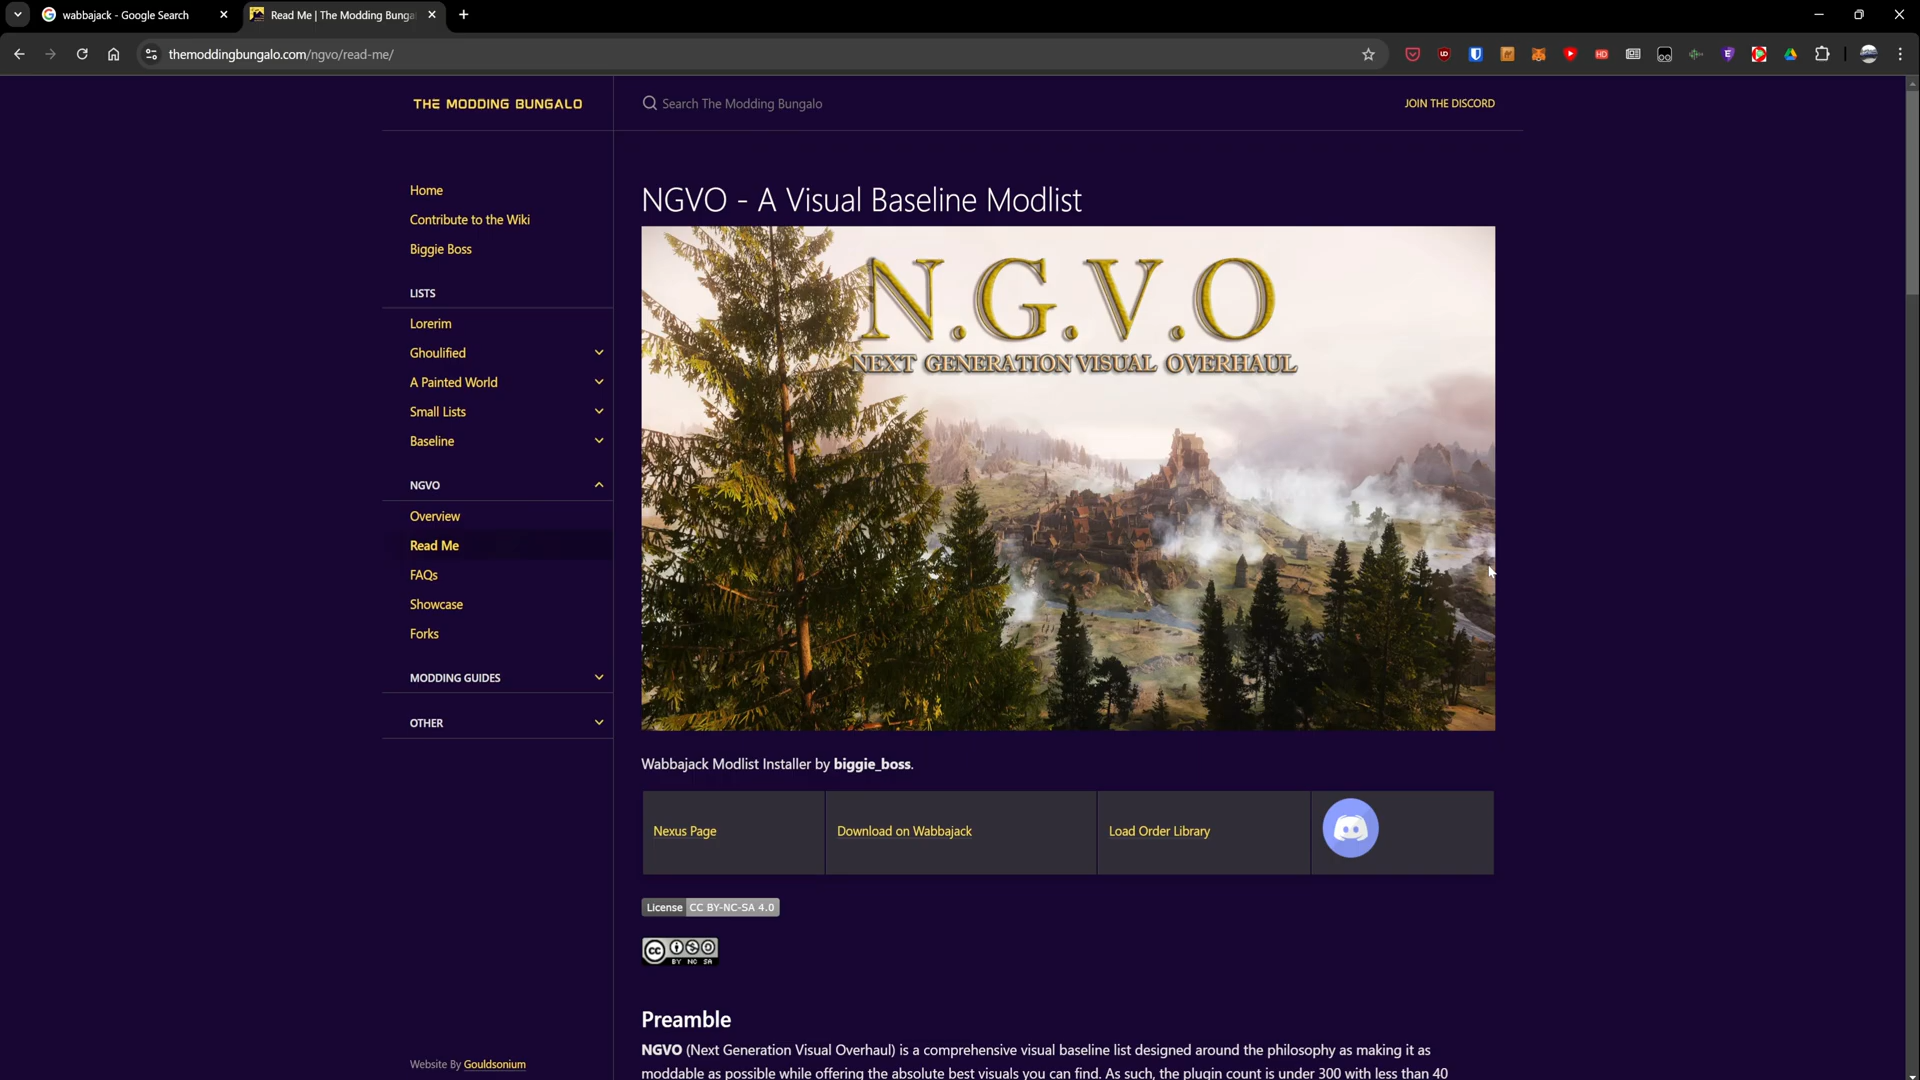 wabbajack - Google Search
Read Me | The Modding Bunga
themoddingbungalo.com/ngvo/read-me/
THE MODDING BUNGALO
Search The Modding Bungalo
JOIN THE DISCORD
Home
Contribute to the Wiki
Biggie Boss
LISTS
Lorerim
Ghoulified
A Painted World
Small Lists
Baseline
NGVO
Overview
Read Me
FAQs
Showcase
Forks
MODDING GUIDES
OTHER
Website By Gouldsonium
NGVO - A Visual Baseline Modlist
N.G.V.O
NEXT GENERATION VISUAL OVERHAUL
Wabbajack Modlist Installer by biggie_boss.
Nexus Page
Download on Wabbajack
Load Order Library
License CC BY-NC-SA 4.0
cc BY NC SA
Preamble
NGVO (Next Generation Visual Overhaul) is a comprehensive visual baseline list designed around the philosophy as making it as
moddable as possible while offering the absolute best visuals you can find. As such, the plugin count is under 300 with less than 40